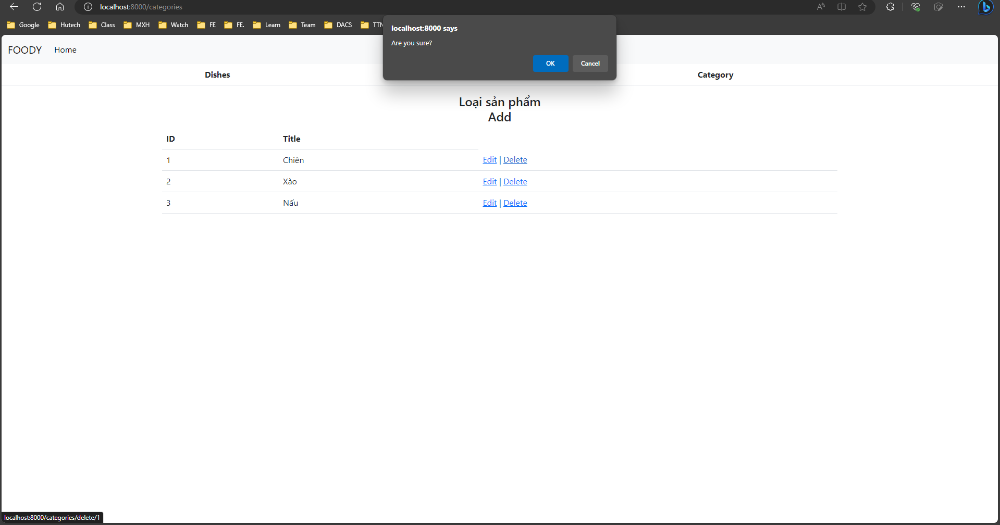 localhost:8000/categories
Google Hutech Class MXH Watch FE FE. Learn Team DACS TTN
localhost:8000 says
Are you sure?
OK Cancel
FOODY Home
Dishes Category
Loại sản phẩm
Add
ID Title
1 Chiên Edit | Delete
2 Xào Edit | Delete
3 Nấu Edit | Delete
localhost:8000/categories/delete/1